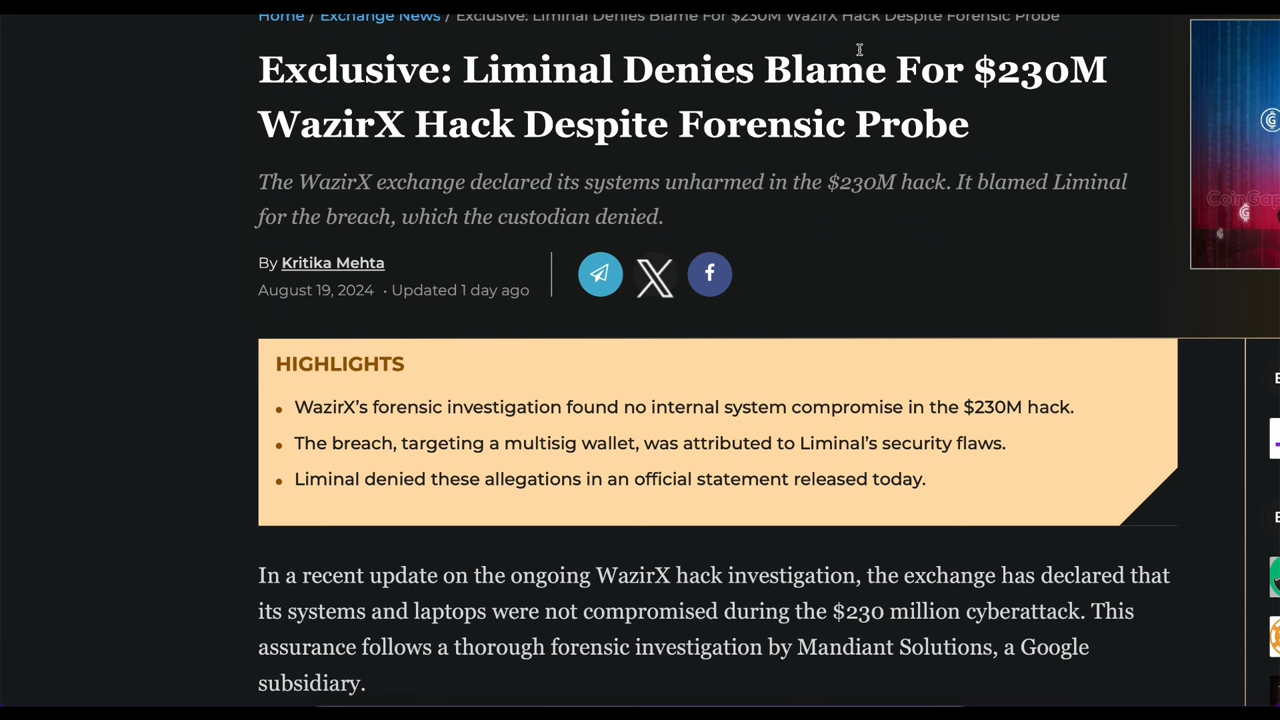 Home / Exchange News / Exclusive: Liminal Denies Blame For $230M WazirX Hack Despite Forensic Probe
Exclusive: Liminal Denies Blame For $230M
WazirX Hack Despite Forensic Probe
The WazirX exchange declared its systems unharmed in the $230M hack. It blamed Liminal
for the breach, which the custodian denied.
By Kritika Mehta
August 19, 2024 • Updated 1 day ago
HIGHLIGHTS
• WazirX's forensic investigation found no internal system compromise in the $230M hack.
• The breach, targeting a multisig wallet, was attributed to Liminal's security flaws.
• Liminal denied these allegations in an official statement released today.
In a recent update on the ongoing WazirX hack investigation, the exchange has declared that
its systems and laptops were not compromised during the $230 million cyberattack. This
assurance follows a thorough forensic investigation by Mandiant Solutions, a Google
subsidiary.